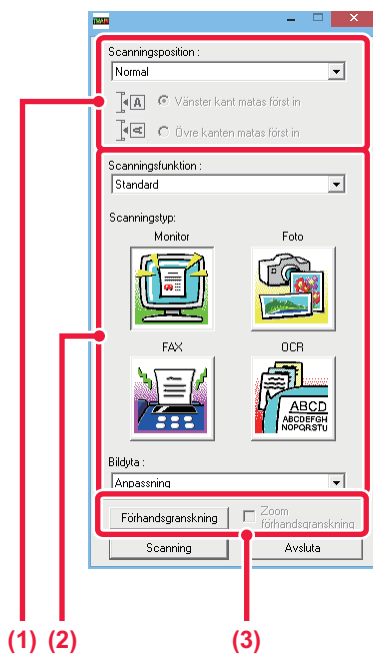 TWAIN
Scanningsposition :
Normal
A Vänster kant matas först in
A Övre kanten matas först in
Scanningsfunktion :
Standard
Scanningstyp:
Monitor Foto
FAX OCR
ABCD
ABCDEFGH
NOPQRSTU
Bildyta :
Anpassning
Förhandsgranskning Zoom
förhandsgranskning
Scanning Avsluta
(1) (2) (3)